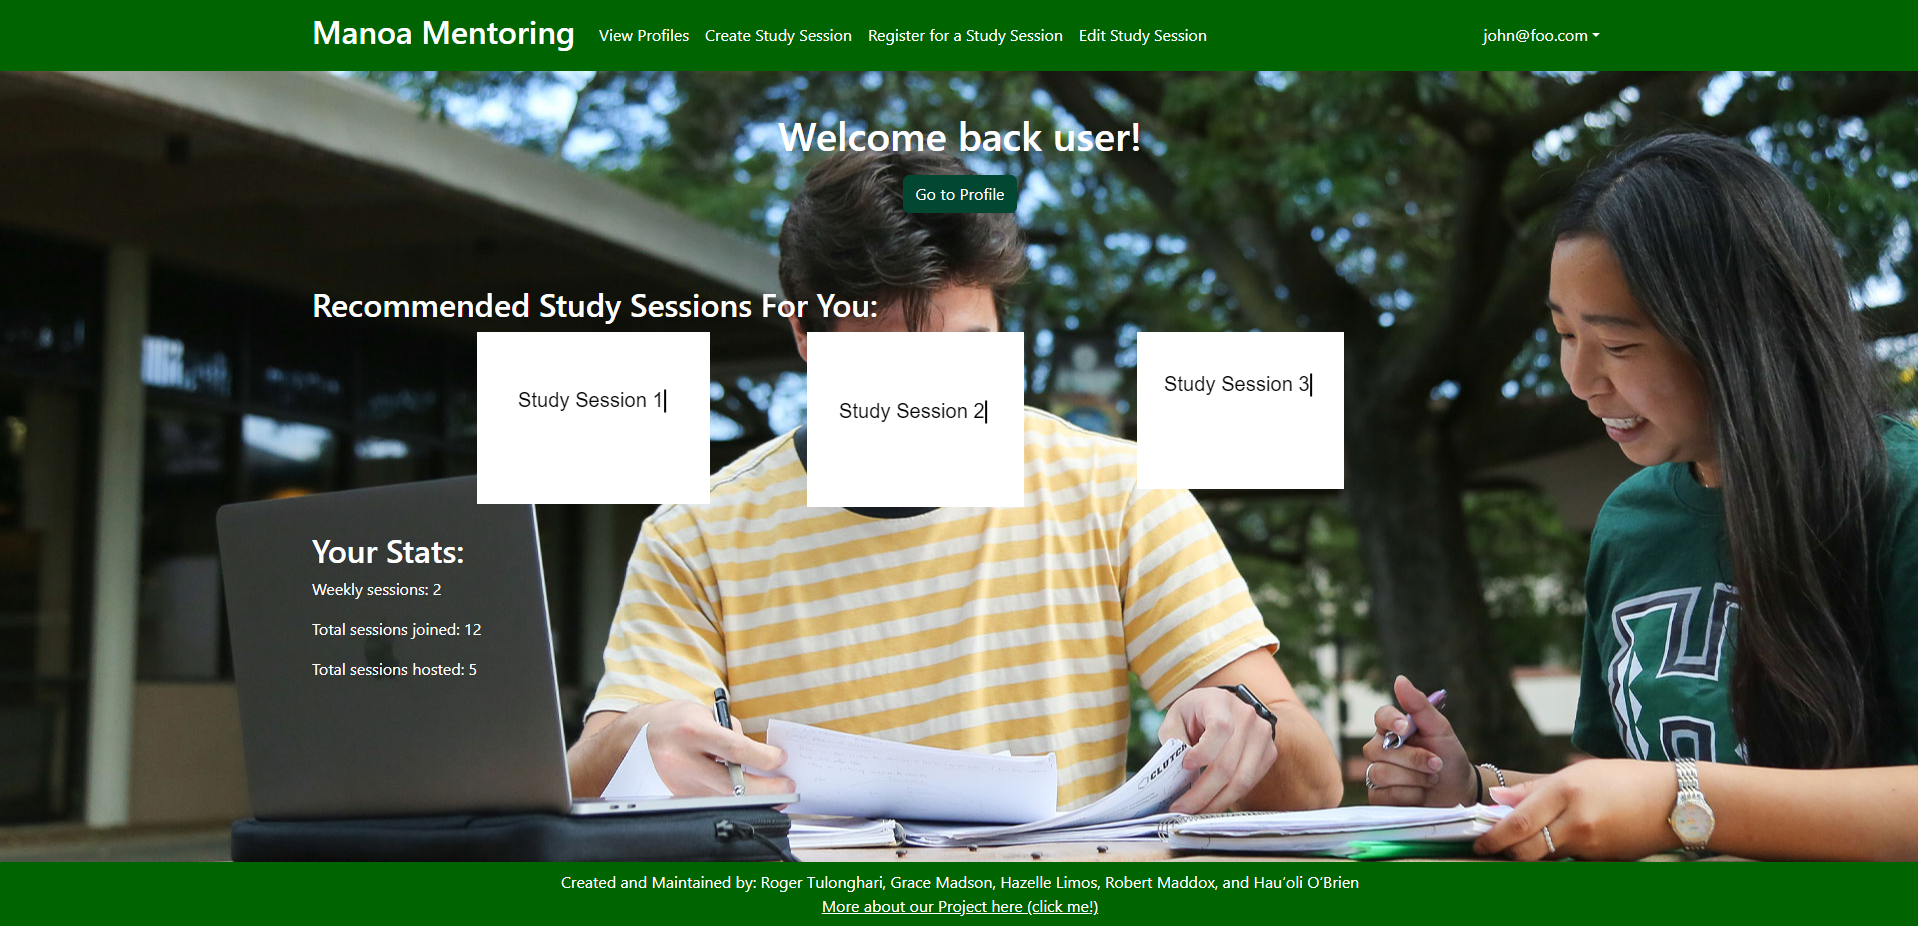 Manoa Mentoring
View Profiles
Create Study Session
Register for a Study Session
Edit Study Session
john@foo.com
Welcome back user!
Go to Profile
Recommended Study Sessions For You:
Study Session 1
Study Session 2
Study Session 3
Your Stats:
Weekly sessions: 2
Total sessions joined: 12
Total sessions hosted: 5
CLUTCH
Created and Maintained by: Roger Tulonghari, Grace Madson, Hazelle Limos, Robert Maddox, and Hau‘oli O‘Brien
More about our Project here (click me!)